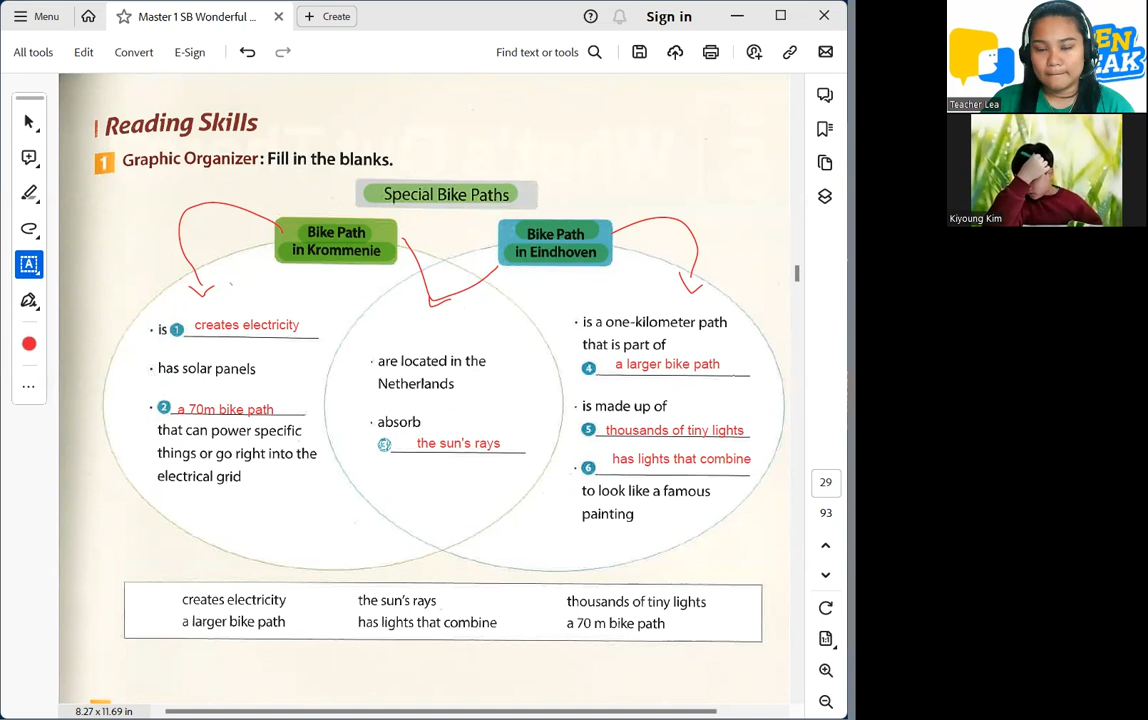 Menu
Master 1 SB Wonderful ...
Create
Sign in
All tools
Edit
Convert
E-Sign
Find text or tools
Reading Skills
1 Graphic Organizer: Fill in the blanks.
Special Bike Paths
Bike Path
in Krommenie
Bike Path
in Eindhoven
· is 1 creates electricity
· has solar panels
· 2 a 70m bike path
that can power specific
things or go right into the
electrical grid
· are located in the
Netherlands
· absorb
3 the sun's rays
· is a one-kilometer path
that is part of
4 a larger bike path
· is made up of
5 thousands of tiny lights
· 6 has lights that combine
to look like a famous
painting
creates electricity
the sun's rays
thousands of tiny lights
a larger bike path
has lights that combine
a 70 m bike path
29
93
1:1
8.27 x 11.69 in
EN
EAK
Teacher Lea
Kiyoung Kim